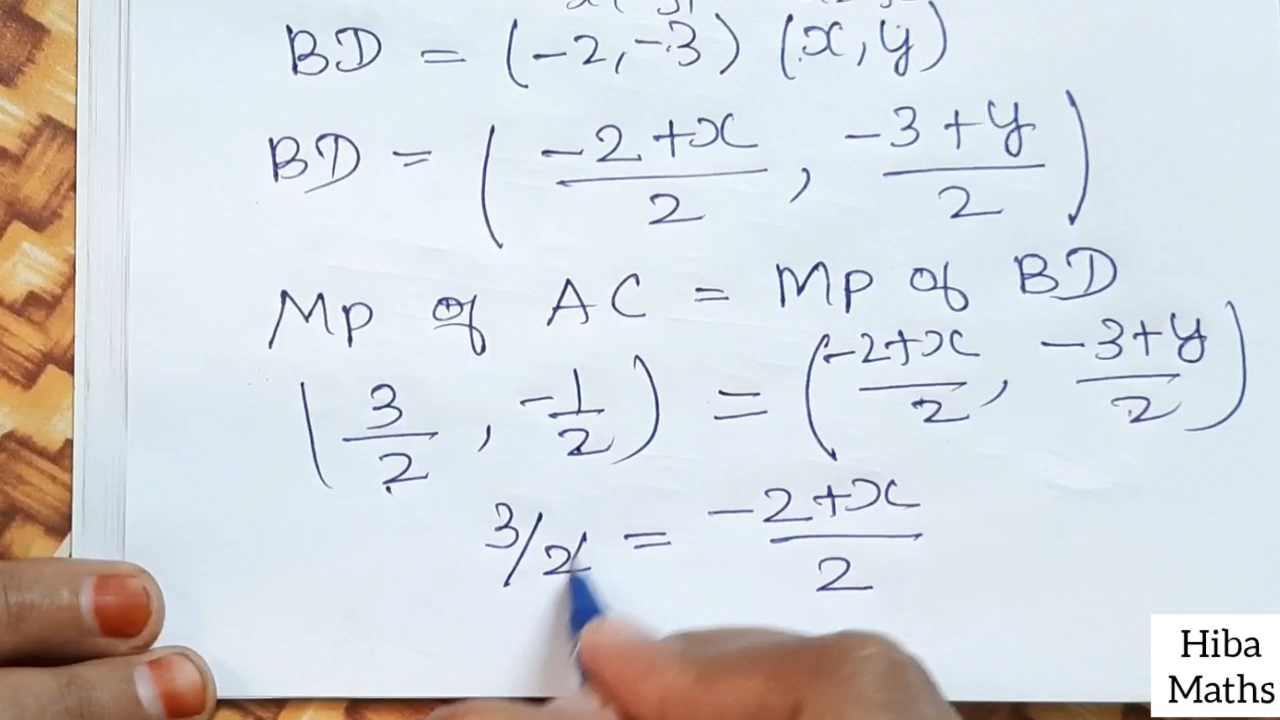 BD = (-2, -3) (x, y)
BD = ( -2+x/2 , -3+y/2 )
Mp of AC = Mp of BD
( 3/2 , -1/2 ) = ( -2+x/2 , -3+y/2 )
3/2 = -2+x/2
Hiba
Maths